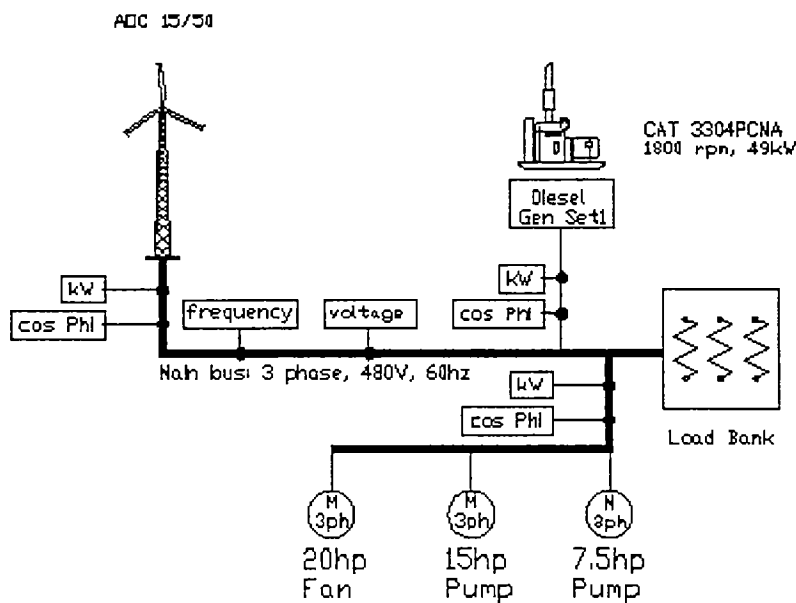 AOC 15/50
CAT 3304PCNA
1800 rpm, 49kW
Diesel
Gen Set1
kW
cos Phi
frequency
voltage
kW
cos Phi
Main bus: 3 phase, 480V, 60hz
kW
cos Phi
Load Bank
M
3ph
M
3ph
M
3ph
20hp
Fan
15hp
Pump
7.5hp
Pump